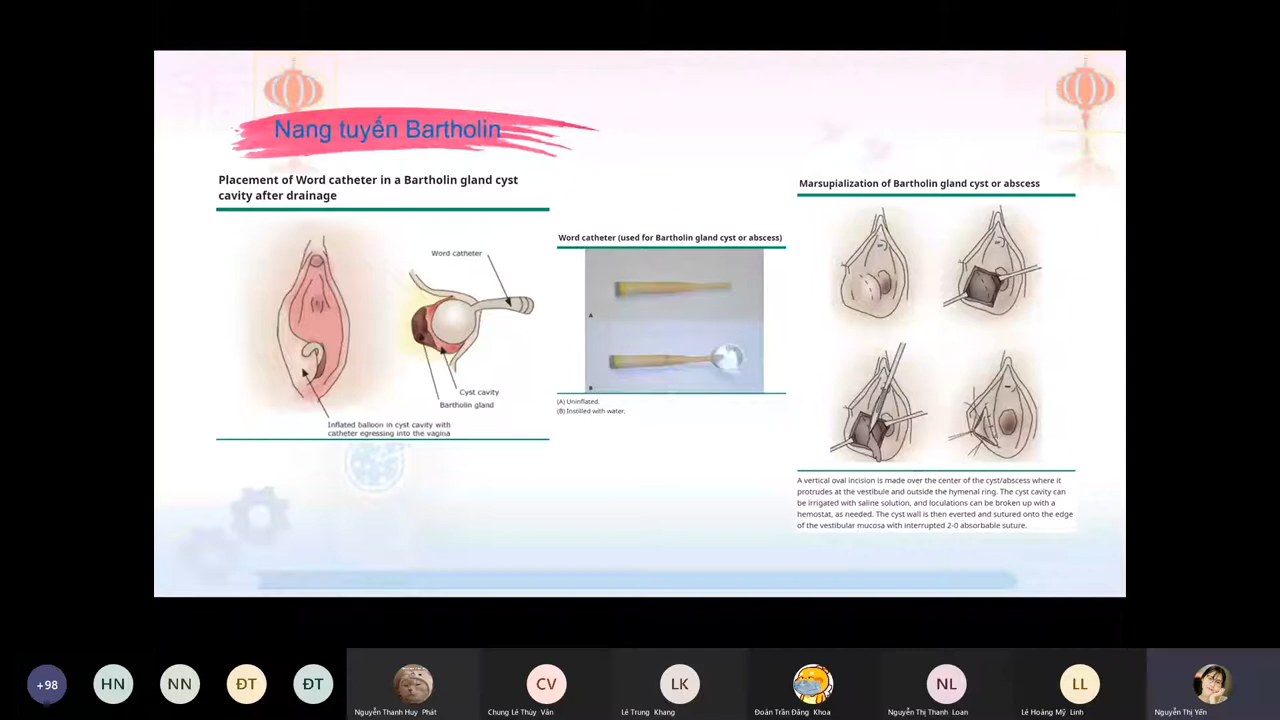 Nang tuyến Bartholin
Placement of Word catheter in a Bartholin gland cyst
cavity after drainage
Word catheter
Cyst cavity
Bartholin gland
Inflated balloon in cyst cavity with
catheter egressing into the vagina
Word catheter (used for Bartholin gland cyst or abscess)
A
B
(A) Uninflated.
(B) Instilled with water.
Marsupialization of Bartholin gland cyst or abscess
A vertical oval incision is made over the center of the cyst/abscess where it
protrudes at the vestibule and outside the hymenal ring. The cyst cavity can
be irrigated with saline solution, and loculations can be broken up with a
hemostat, as needed. The cyst wall is then everted and sutured onto the edge
of the vestibular mucosa with interrupted 2-0 absorbable suture.
+98
HN
NN
ĐT
ĐT
Nguyễn Thanh Huy Phát
CV
Chung Lê Thúy Vân
LK
Lê Trung Khang
Đoàn Trần Đăng Khoa
NL
Nguyễn Thị Thanh Loan
LL
Lê Hoàng Mỹ Linh
Nguyễn Thị Yến